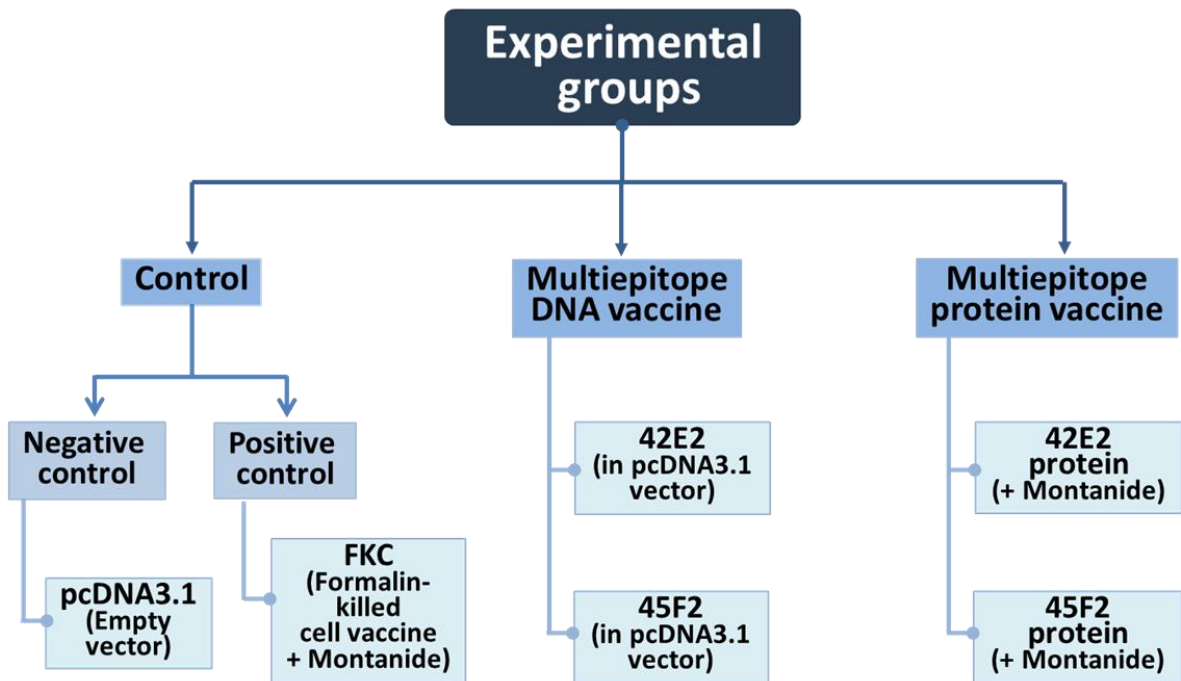 Experimental
groups
Control
Multiepitope
DNA vaccine
Multiepitope
protein vaccine
Negative
control
Positive
control
pcDNA3.1
(Empty
vector)
FKC
(Formalin-
killed
cell vaccine
+ Montanide)
42E2
(in pcDNA3.1
vector)
45F2
(in pcDNA3.1
vector)
42E2
protein
(+ Montanide)
45F2
protein
(+ Montanide)